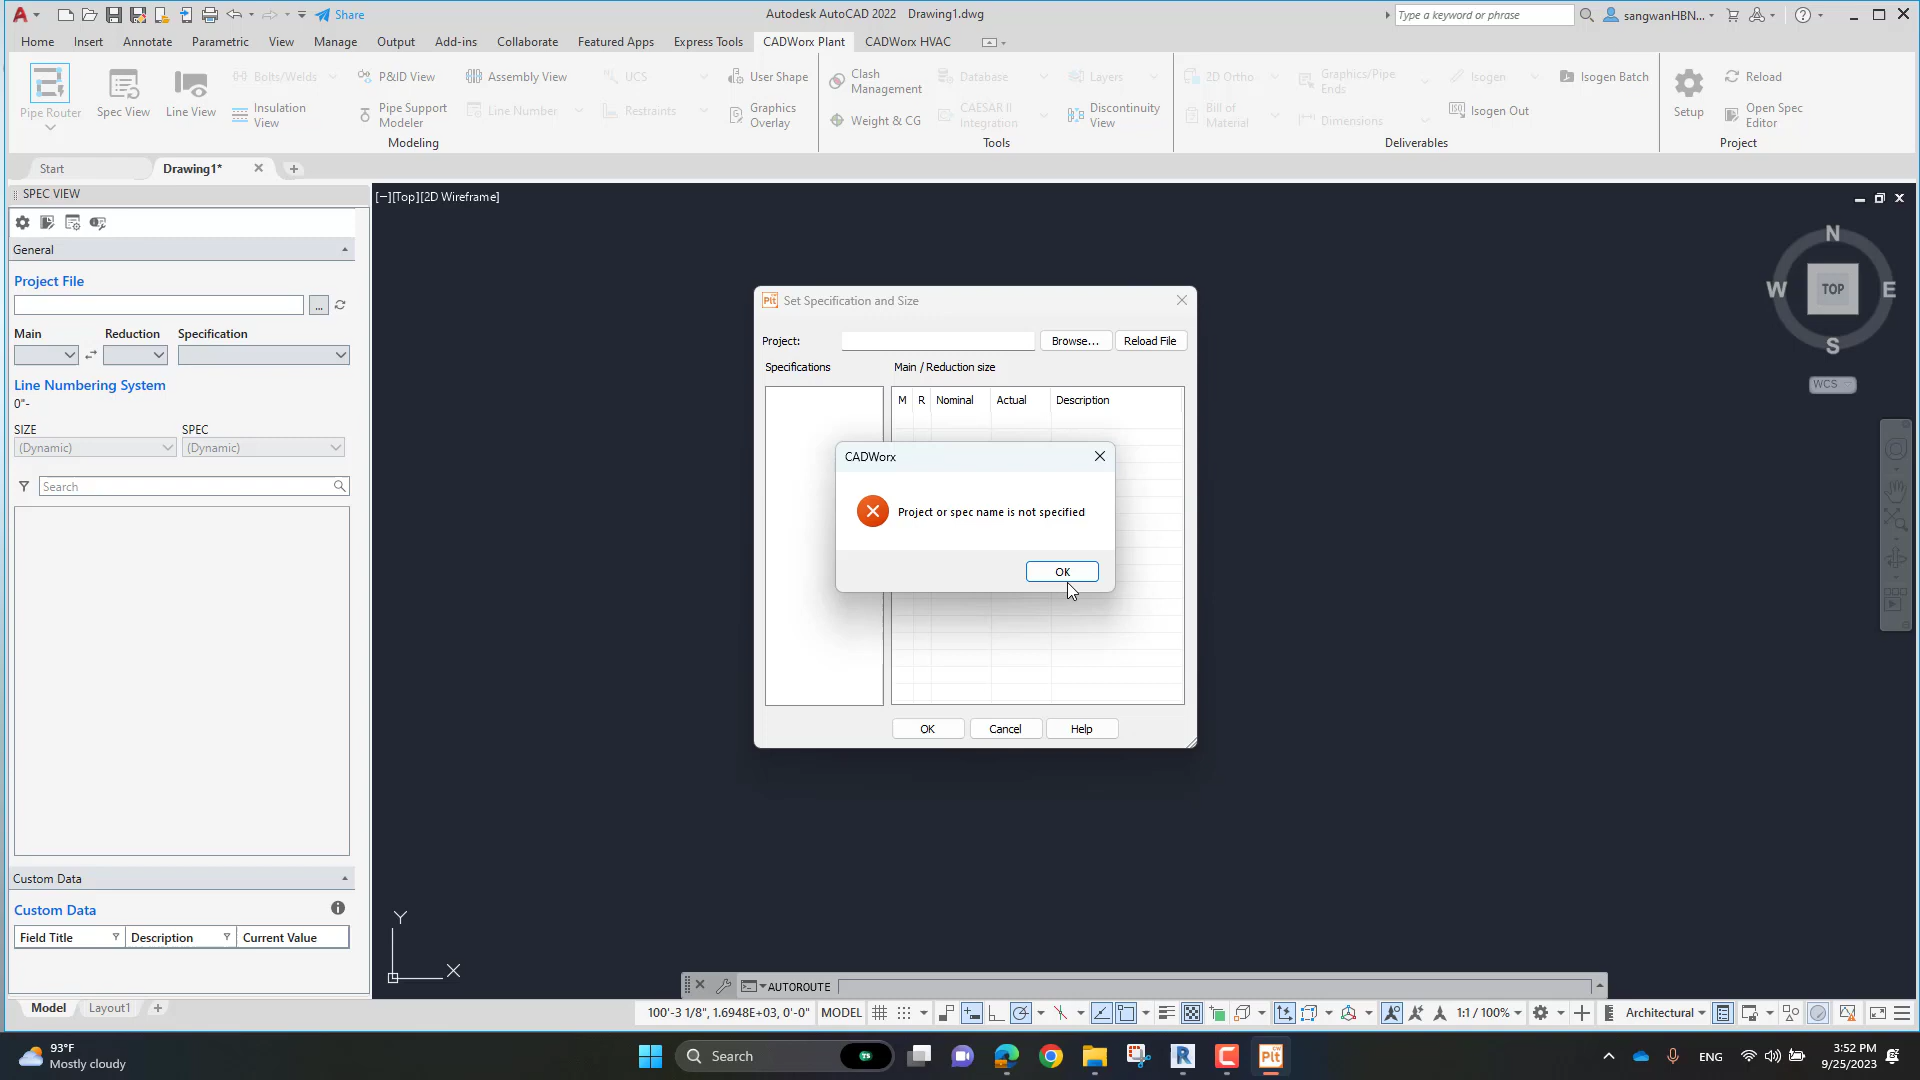 Share
Autodesk AutoCAD 2022 Drawing1.dwg
Type a keyword or phrase
sangwanHBN...
Home Insert Annotate Parametric View Manage Output Add-ins Collaborate Featured Apps Express Tools CADWorx Plant CADWorx HVAC
Pipe Router
Spec View
Line View
Bolts/Welds
Insulation
View
P&ID View
Pipe Support
Modeler
Assembly View
Line Number
UCS
Restraints
User Shape
Graphics
Overlay
Modeling
Clash
Management
Weight & CG
Database
CAESAR II
Integration
Layers
Discontinuity
View
Tools
2D Ortho
Bill of
Material
Graphics/Pipe
Ends
Dimensions
Isogen
Isogen Out
Isogen Batch
Deliverables
Setup
Reload
Open Spec
Editor
Project
Start Drawing1*
SPEC VIEW
General
Project File
...
Main Reduction Specification
Line Numbering System
0"-
SIZE SPEC
(Dynamic) (Dynamic)
Search
Custom Data
Custom Data
Field Title Description Current Value
[−][Top][2D Wireframe]
N
W TOP E
S
WCS
Plt Set Specification and Size
Project: Browse... Reload File
Specifications Main / Reduction size
M R Nominal Actual Description
CADWorx
Project or spec name is not specified
OK
OK Cancel Help
Y
X
AUTOROUTE
Model Layout1
100'-3 1/8", 1.6948E+03, 0'-0" MODEL 1:1 / 100% Architectural
93°F
Mostly cloudy
Search
Plt
ENG
3:52 PM
9/25/2023